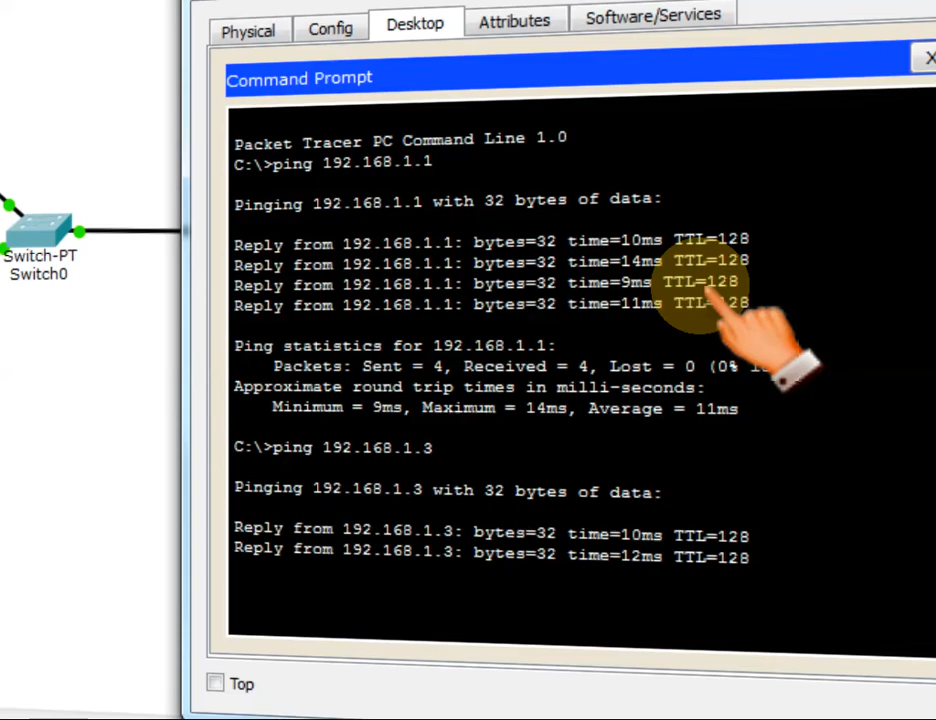 Physical
Config
Desktop
Attributes
Software/Services
Command Prompt
X
Packet Tracer PC Command Line 1.0
C:\>ping 192.168.1.1
Pinging 192.168.1.1 with 32 bytes of data:
Reply from 192.168.1.1: bytes=32 time=10ms TTL=128
Reply from 192.168.1.1: bytes=32 time=14ms TTL=128
Reply from 192.168.1.1: bytes=32 time=9ms TTL=128
Reply from 192.168.1.1: bytes=32 time=11ms TTL=128
Ping statistics for 192.168.1.1:
Packets: Sent = 4, Received = 4, Lost = 0 (0%
Approximate round trip times in milli-seconds:
Minimum = 9ms, Maximum = 14ms, Average = 11ms
C:\>ping 192.168.1.3
Pinging 192.168.1.3 with 32 bytes of data:
Reply from 192.168.1.3: bytes=32 time=10ms TTL=128
Reply from 192.168.1.3: bytes=32 time=12ms TTL=128
Switch-PT
Switch0
Top